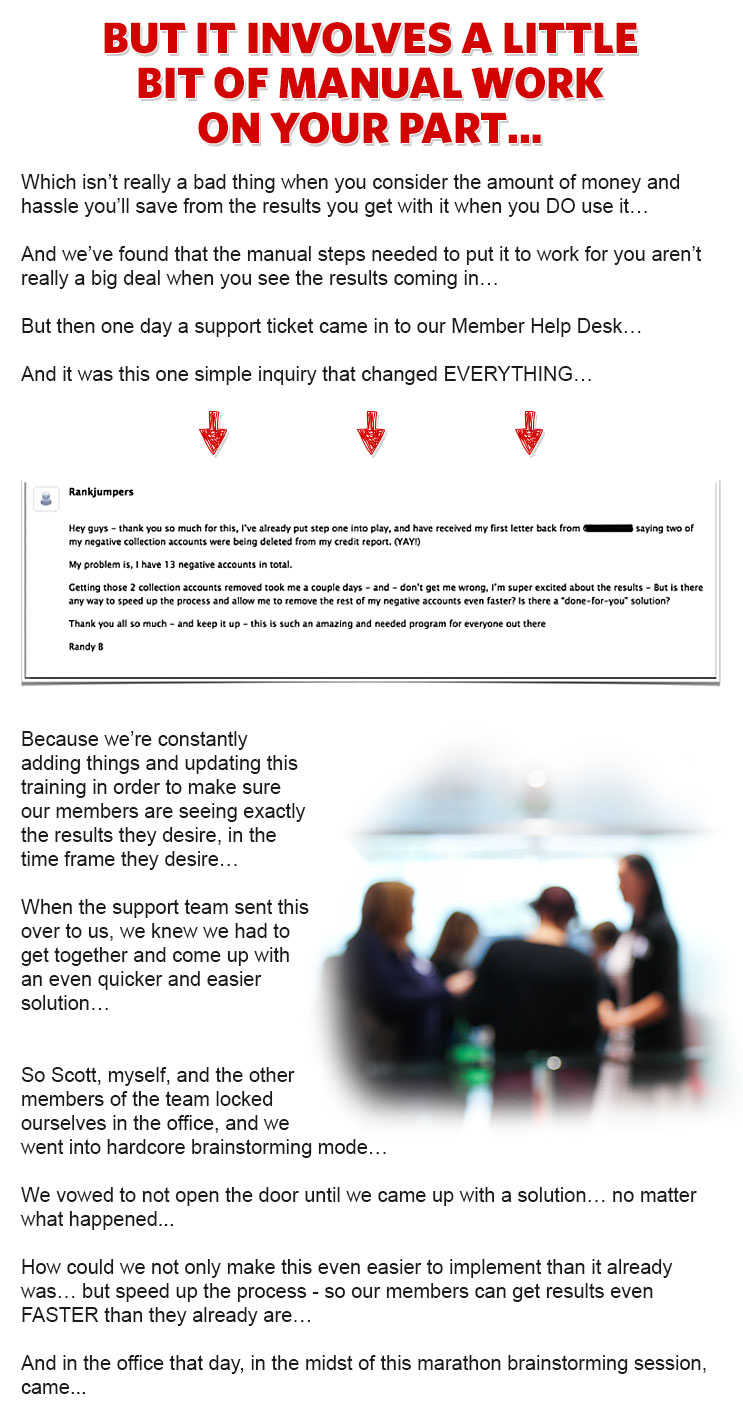 BUT IT INVOLVES A LITTLE
BIT OF MANUAL WORK
ON YOUR PART...
Which isn’t really a bad thing when you consider the amount of money and
hassle you’ll save from the results you get with it when you DO use it…
And we’ve found that the manual steps needed to put it to work for you aren’t
really a big deal when you see the results coming in…
But then one day a support ticket came in to our Member Help Desk…
And it was this one simple inquiry that changed EVERYTHING…
Rankjumpers
Hey guys – thank you so much for this, I've already put step one into play, and have received my first letter back from saying two of
my negative collection accounts were being deleted from my credit report. (YAY!)
My problem is, I have 13 negative accounts in total.
Getting those 2 collection accounts removed took me a couple days – and – don't get me wrong, I'm super excited about the results – But is there
any way to speed up the process and allow me to remove the rest of my negative accounts even faster? Is there a "done-for-you" solution?
Thank you all so much – and keep it up – this is such an amazing and needed program for everyone out there
Randy B
Because we’re constantly
adding things and updating this
training in order to make sure
our members are seeing exactly
the results they desire, in the
time frame they desire…
When the support team sent this
over to us, we knew we had to
get together and come up with
an even quicker and easier
solution…
So Scott, myself, and the other
members of the team locked
ourselves in the office, and we
went into hardcore brainstorming mode…
We vowed to not open the door until we came up with a solution… no matter
what happened...
How could we not only make this even easier to implement than it already
was… but speed up the process - so our members can get results even
FASTER than they already are…
And in the office that day, in the midst of this marathon brainstorming session,
came...